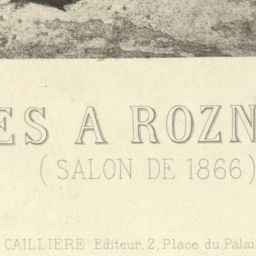 ES A ROZN
(SALON DE 1866)
CAILLIERE Editeur, 2, Place du Palai